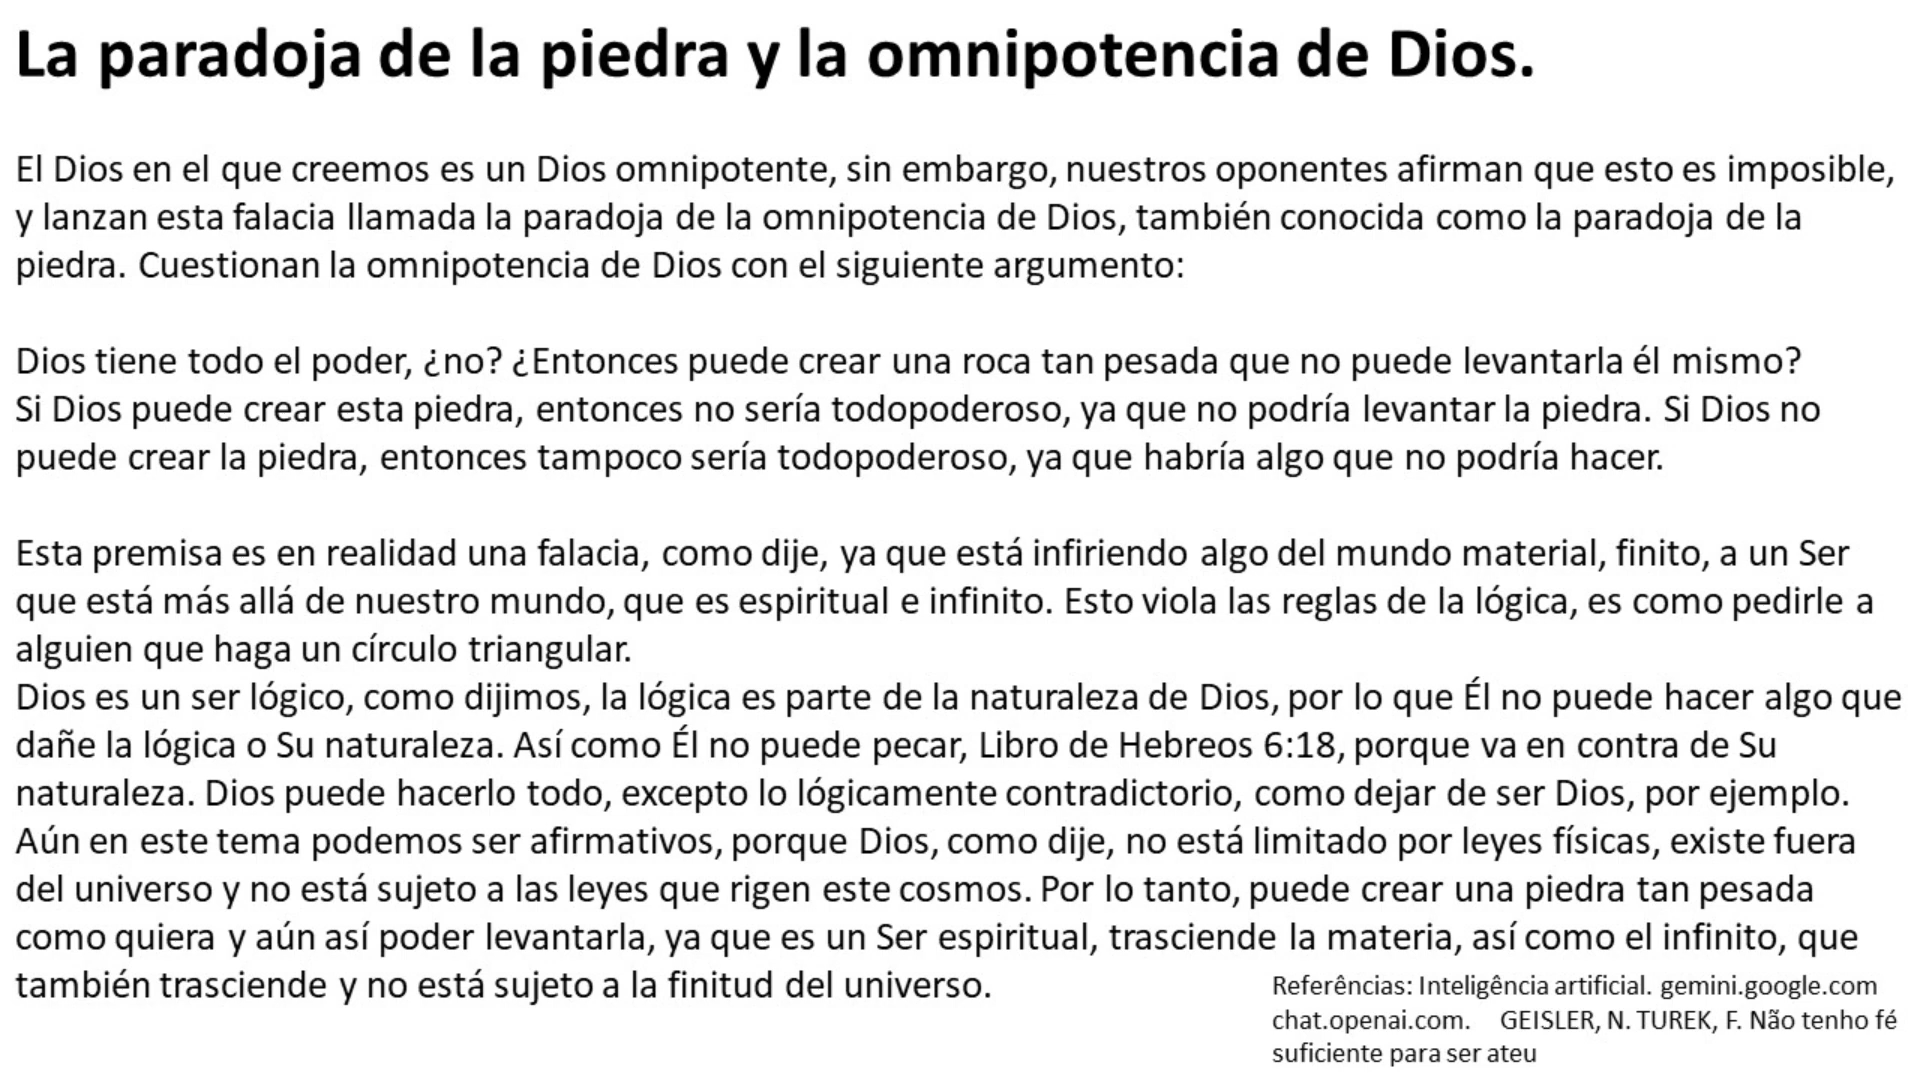 La paradoja de la piedra y la omnipotencia de Dios.
El Dios en el que creemos es un Dios omnipotente, sin embargo, nuestros oponentes afirman que esto es imposible,
y lanzan esta falacia llamada la paradoja de la omnipotencia de Dios, también conocida como la paradoja de la
piedra. Cuestionan la omnipotencia de Dios con el siguiente argumento:
Dios tiene todo el poder, ¿no? ¿Entonces puede crear una roca tan pesada que no puede levantarla él mismo?
Si Dios puede crear esta piedra, entonces no sería todopoderoso, ya que no podría levantar la piedra. Si Dios no
puede crear la piedra, entonces tampoco sería todopoderoso, ya que habría algo que no podría hacer.
Esta premisa es en realidad una falacia, como dije, ya que está infiriendo algo del mundo material, finito, a un Ser
que está más allá de nuestro mundo, que es espiritual e infinito. Esto viola las reglas de la lógica, es como pedirle a
alguien que haga un círculo triangular.
Dios es un ser lógico, como dijimos, la lógica es parte de la naturaleza de Dios, por lo que Él no puede hacer algo que
dañe la lógica o Su naturaleza. Así como Él no puede pecar, Libro de Hebreos 6:18, porque va en contra de Su
naturaleza. Dios puede hacerlo todo, excepto lo lógicamente contradictorio, como dejar de ser Dios, por ejemplo.
Aún en este tema podemos ser afirmativos, porque Dios, como dije, no está limitado por leyes físicas, existe fuera
del universo y no está sujeto a las leyes que rigen este cosmos. Por lo tanto, puede crear una piedra tan pesada
como quiera y aún así poder levantarla, ya que es un Ser espiritual, trasciende la materia, así como el infinito, que
también trasciende y no está sujeto a la finitud del universo.
Referências: Inteligência artificial. gemini.google.com
chat.openai.com. GEISLER, N. TUREK, F. Não tenho fé
suficiente para ser ateu